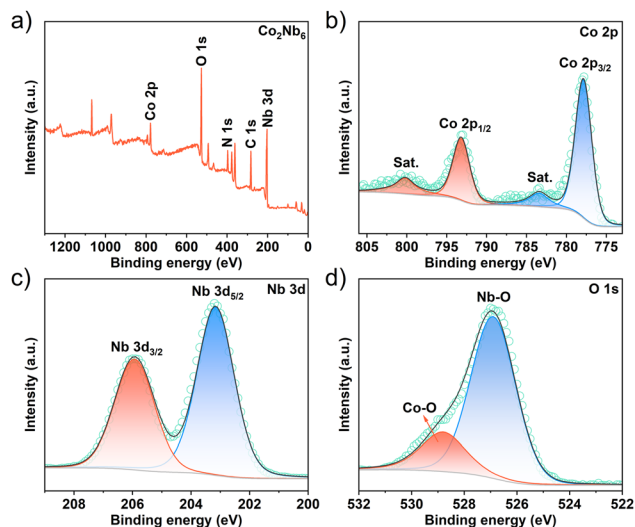 a)
Co₂Nb₆
Intensity (a.u.)
Co 2p
O 1s
N 1s
C 1s
Nb 3d
1200 1000 800 600 400 200 0
Binding energy (eV)
b)
Co 2p
Intensity (a.u.)
Co 2p₃/₂
Co 2p₁/₂
Sat.
Sat.
805 800 795 790 785 780 775
Binding energy (eV)
c)
Nb 3d
Intensity (a.u.)
Nb 3d₅/₂
Nb 3d₃/₂
208 206 204 202 200
Binding energy (eV)
d)
O 1s
Intensity (a.u.)
Nb-O
Co-O
532 530 528 526 524 522
Binding energy (eV)